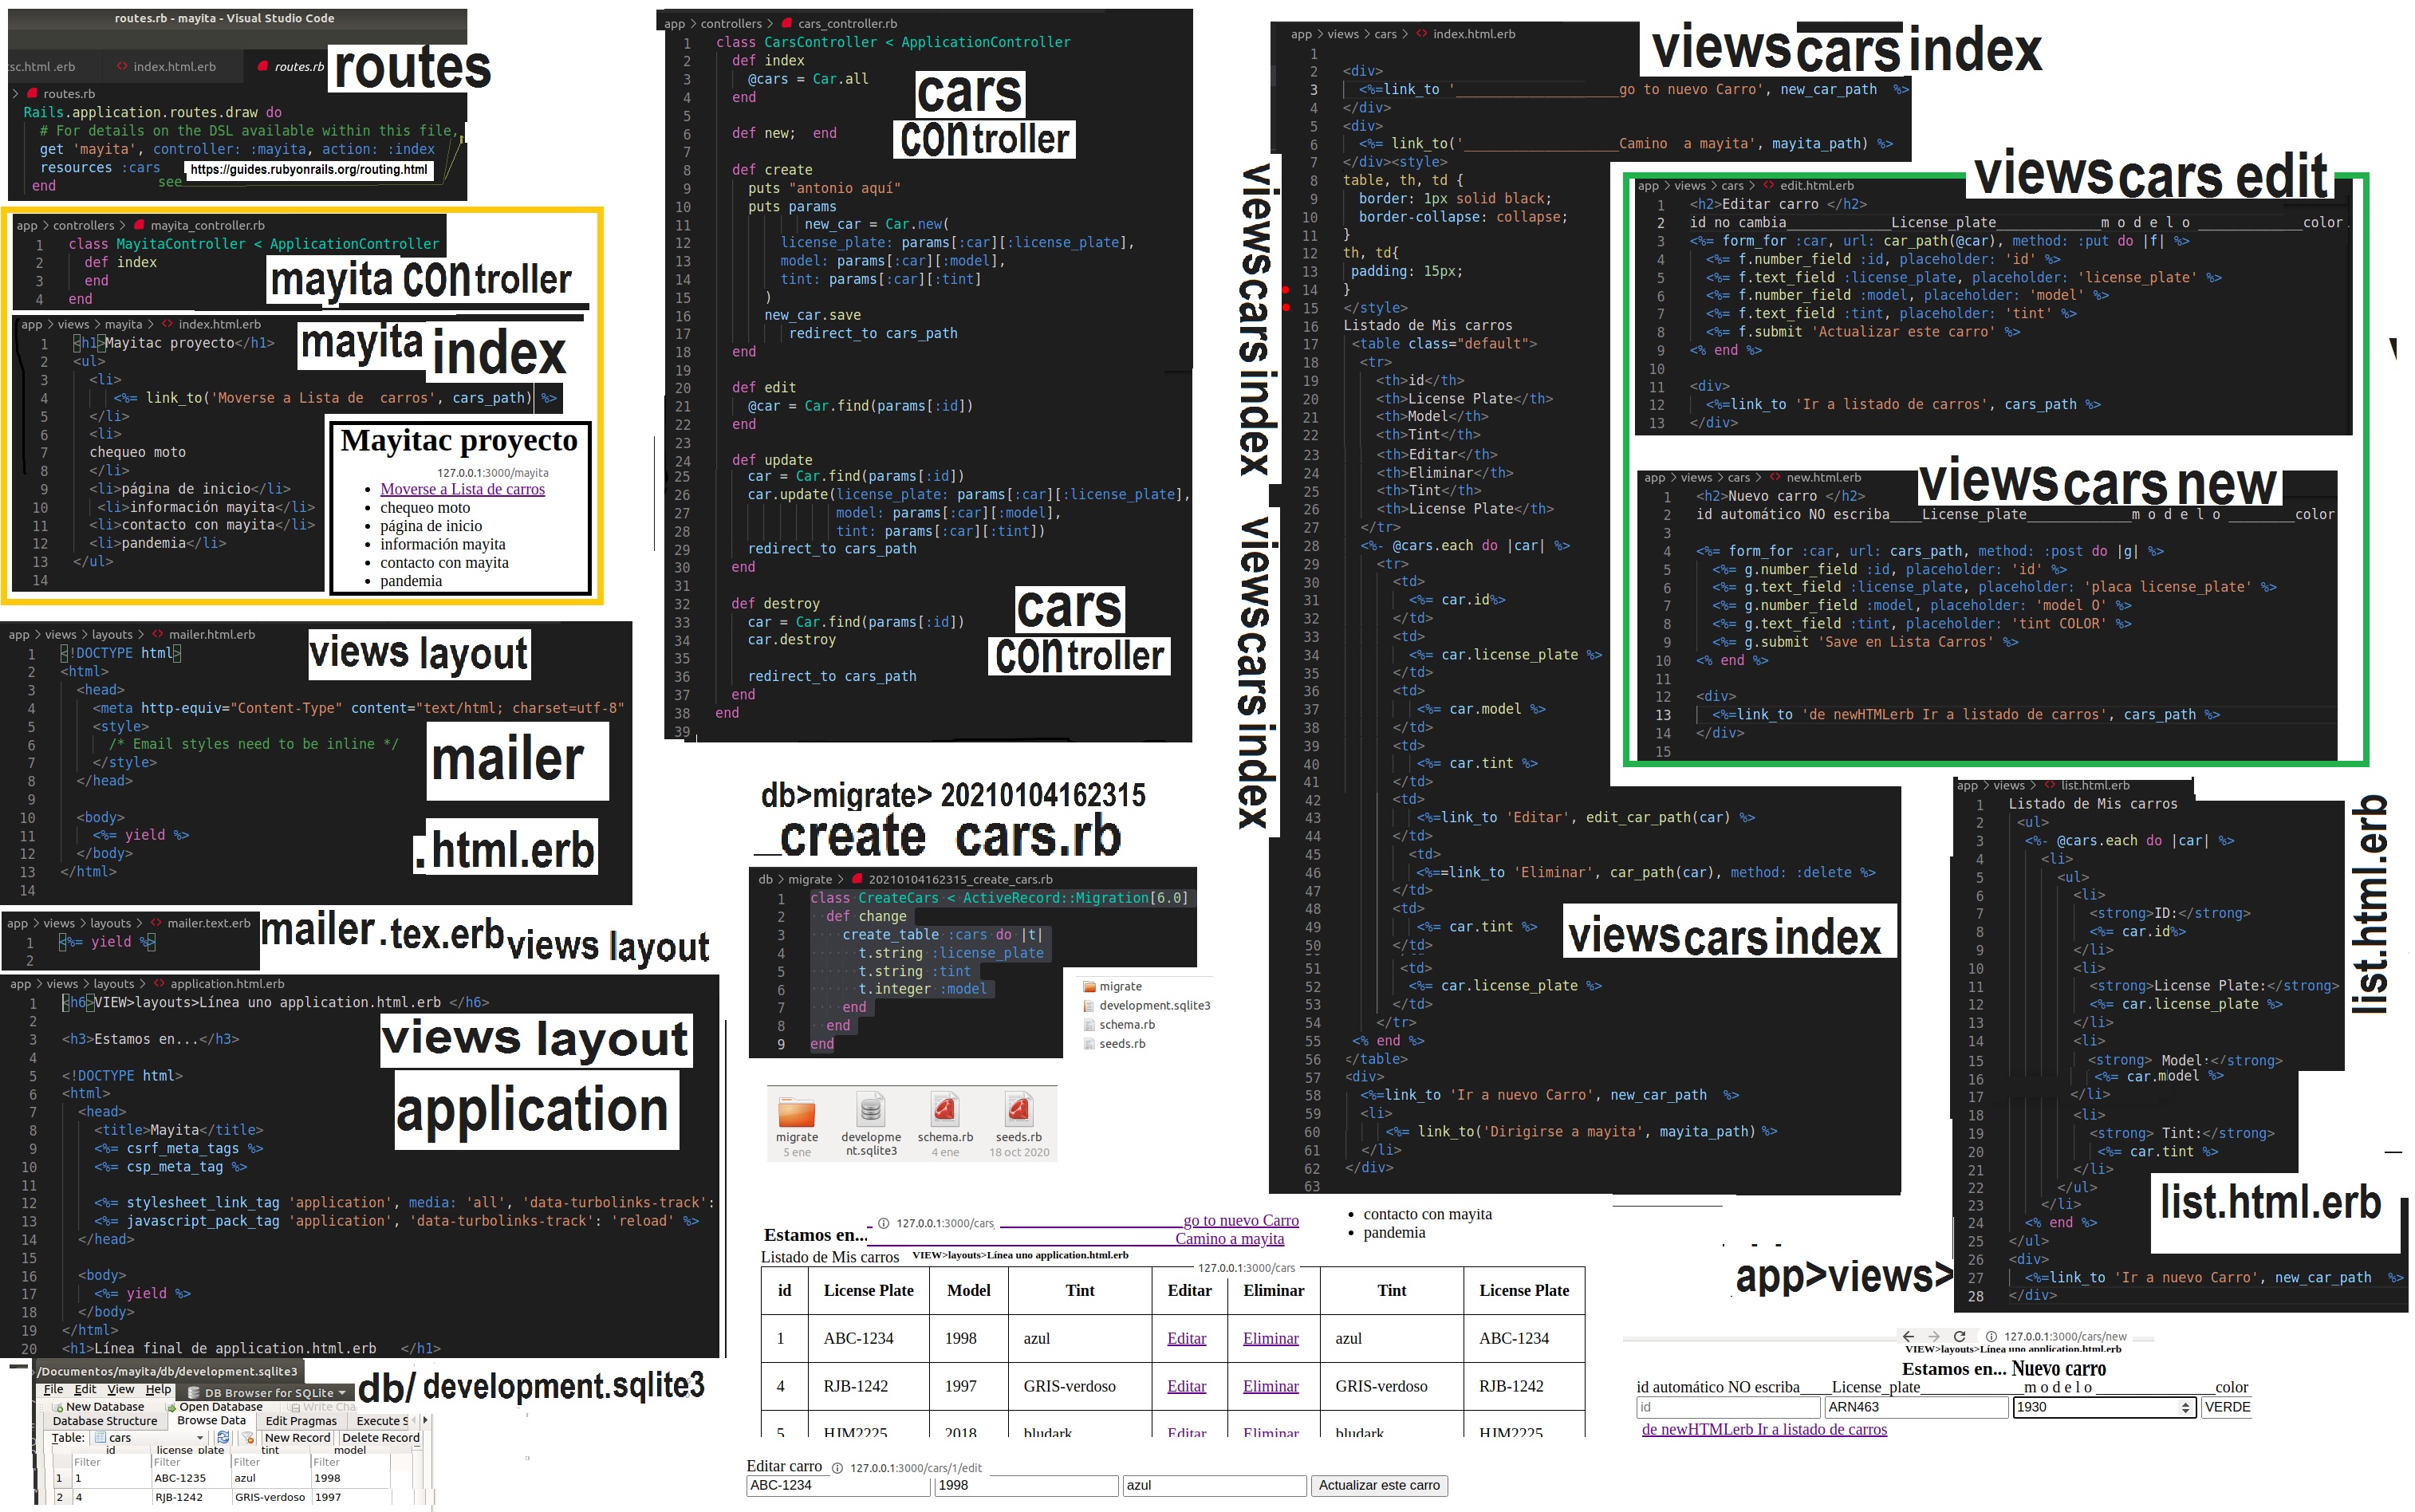 routes.rb - mayita - Visual Studio Code
sc.html .erb index.html.erb routes.rb
routes
> routes.rb
Rails.application.routes.draw do
# For details on the DSL available within this file,
get 'mayita', controller: :mayita, action: :index
resources :cars
https://guides.rubyonrails.org/routing.html
end
see
app > controllers > mayita_controller.rb
1 class MayitaController < ApplicationController
2 def index
3 end
4 end
mayita controller
app > views > mayita > index.html.erb
mayita index
1 <h1>Mayitac proyecto</h1>
2 <ul>
3 <li>
4 <%= link_to('Moverse a Lista de  carros', cars_path) %>
5 </li>
6 <li>
7 chequeo moto
8 </li>
9 <li>página de inicio</li>
10 <li>información mayita</li>
11 <li>contacto con mayita</li>
12 <li>pandemia</li>
13 </ul>
14
Mayitac proyecto
127.0.0.1:3000/mayita
• Moverse a Lista de carros
• chequeo moto
• página de inicio
• información mayita
• contacto con mayita
• pandemia
app > views > layouts > mailer.html.erb
views layout
1 <!DOCTYPE html>
2 <html>
3 <head>
4 <meta http-equiv="Content-Type" content="text/html; charset=utf-8"
5 <style>
6 /* Email styles need to be inline */
7 </style>
8 </head>
9
10 <body>
11 <%= yield %>
12 </body>
13 </html>
14
mailer
.html.erb
app > views > layouts > mailer.text.erb
1 <%= yield %>
2
mailer.tex.erb views layout
app > views > layouts > application.html.erb
1 <h6>VIEW>layouts>Línea uno application.html.erb </h6>
2
3 <h3>Estamos en...</h3>
4
5 <!DOCTYPE html>
6 <html>
7 <head>
8 <title>Mayita</title>
9 <%= csrf_meta_tags %>
10 <%= csp_meta_tag %>
11
12 <%= stylesheet_link_tag 'application', media: 'all', 'data-turbolinks-track':
13 <%= javascript_pack_tag 'application', 'data-turbolinks-track': 'reload' %>
14 </head>
15
16 <body>
17 <%= yield %>
18 </body>
19 </html>
20 <h1>Línea final de application.html.erb   </h1>
views layout
application
/Documentos/mayita/db/development.sqlite3
db/ development.sqlite3
File Edit View Help DB Browser for SQLite
New Database Open Database Write Cha
Database Structure Browse Data Edit Pragmas Execute S
Table: cars New Record Delete Record
id license_plate tint model
Filter Filter Filter Filter
1 1 ABC-1235 azul 1998
2 4 RJB-1242 GRIS-verdoso 1997
app > controllers > cars_controller.rb
1 class CarsController < ApplicationController
2 def index
3 @cars = Car.all
4 end
5
6 def new;  end
7
8 def create
9 puts "antonio aquí"
10 puts params
11 new_car = Car.new(
12 license_plate: params[:car][:license_plate],
13 model: params[:car][:model],
14 tint: params[:car][:tint]
15 )
16 new_car.save
17 redirect_to cars_path
18 end
19
20 def edit
21 @car = Car.find(params[:id])
22 end
23
24 def update
25 car = Car.find(params[:id])
26 car.update(license_plate: params[:car][:license_plate],
27 model: params[:car][:model],
28 tint: params[:car][:tint])
29 redirect_to cars_path
30 end
31
32 def destroy
33 car = Car.find(params[:id])
34 car.destroy
35
36 redirect_to cars_path
37 end
38 end
39
cars
controller
cars
controller
db>migrate> 20210104162315
_create cars.rb
db > migrate > 20210104162315_create_cars.rb
1 class CreateCars < ActiveRecord::Migration[6.0]
2 def change
3 create_table :cars do |t|
4 t.string :license_plate
5 t.string :tint
6 t.integer :model
7 end
8 end
9 end
migrate
development.sqlite3
schema.rb
seeds.rb
migrate developme schema.rb seeds.rb
5 ene nt.sqlite3 4 ene 18 oct 2020
127.0.0.1:3000/cars ____go to nuevo Carro
Estamos en... ____Camino a mayita
Listado de Mis carros VIEW>layouts>Línea uno application.html.erb
127.0.0.1:3000/cars
• contacto con mayita
• pandemia
id License Plate Model Tint Editar Eliminar Tint License Plate
1 ABC-1234 1998 azul Editar Eliminar azul ABC-1234
4 RJB-1242 1997 GRIS-verdoso Editar Eliminar GRIS-verdoso RJB-1242
5 HJM2225 2018 bludark Editar Eliminar bludark HJM2225
Editar carro 127.0.0.1:3000/cars/1/edit
ABC-1234 1998 azul Actualizar este carro
app > views > cars > index.html.erb
views cars index
1
2 <div>
3 <%=link_to '____________________go to nuevo Carro', new_car_path  %>
4 </div>
5 <div>
6 <%= link_to('___________________Camino  a mayita', mayita_path) %>
7 </div><style>
8 table, th, td {
9 border: 1px solid black;
10 border-collapse: collapse;
11 }
12 th, td{
13 padding: 15px;
14 }
15 </style>
16 Listado de Mis carros
17 <table class="default">
18 <tr>
19 <th>id</th>
20 <th>License Plate</th>
21 <th>Model</th>
22 <th>Tint</th>
23 <th>Editar</th>
24 <th>Eliminar</th>
25 <th>Tint</th>
26 <th>License Plate</th>
27 </tr>
28 <%- @cars.each do |car| %>
29 <tr>
30 <td>
31 <%= car.id%>
32 </td>
33 <td>
34 <%= car.license_plate %>
35 </td>
36 <td>
37 <%= car.model %>
38 </td>
39 <td>
40 <%= car.tint %>
41 </td>
42 <td>
43 <%=link_to 'Editar', edit_car_path(car) %>
44 </td>
45 <td>
46 <%==link_to 'Eliminar', car_path(car), method: :delete %>
47 </td>
48 <td>
49 <%= car.tint %>
50 </td>
51 <td>
52 <%= car.license_plate %>
53 </td>
54 </tr>
55 <% end %>
56 </table>
57 <div>
58 <%=link_to 'Ir a nuevo Carro', new_car_path  %>
59 <li>
60 <%= link_to('Dirigirse a mayita', mayita_path) %>
61 </li>
62 </div>
63
views cars index
views cars index
views cars index
views cars edit
app > views > cars > edit.html.erb
1 <h2>Editar carro </h2>
2 id no cambia_____________License_plate_____________m o d e l o _____________color
3 <%= form_for :car, url: car_path(@car), method: :put do |f| %>
4 <%= f.number_field :id, placeholder: 'id' %>
5 <%= f.text_field :license_plate, placeholder: 'license_plate' %>
6 <%= f.number_field :model, placeholder: 'model' %>
7 <%= f.text_field :tint, placeholder: 'tint' %>
8 <%= f.submit 'Actualizar este carro' %>
9 <% end %>
10
11 <div>
12 <%=link_to 'Ir a listado de carros', cars_path %>
13 </div>
app > views > cars > new.html.erb
views cars new
1 <h2>Nuevo carro </h2>
2 id automático NO escriba____License_plate_____________m o d e l o ________color
4 <%= form_for :car, url: cars_path, method: :post do |g| %>
5 <%= g.number_field :id, placeholder: 'id' %>
6 <%= g.text_field :license_plate, placeholder: 'placa license_plate' %>
7 <%= g.number_field :model, placeholder: 'model O' %>
8 <%= g.text_field :tint, placeholder: 'tint COLOR' %>
9 <%= g.submit 'Save en Lista Carros' %>
10 <% end %>
11
12 <div>
13 <%=link_to 'de newHTMLerb Ir a listado de carros', cars_path %>
14 </div>
15
app > views > list.html.erb
1 Listado de Mis carros
2 <ul>
3 <%- @cars.each do |car| %>
4 <li>
5 <ul>
6 <li>
7 <strong>ID:</strong>
8 <%= car.id%>
9 </li>
10 <li>
11 <strong>License Plate:</strong>
12 <%= car.license_plate %>
13 </li>
14 <li>
15 <strong> Model:</strong>
16 <%= car.model %>
17 </li>
18 <li>
19 <strong> Tint:</strong>
20 <%= car.tint %>
21 </li>
22 </ul>
23 </li>
24 <% end %>
25 </ul>
26 <div>
27 <%=link_to 'Ir a nuevo Carro', new_car_path  %>
28 </div>
list.html.erb
list.html.erb
app>views>
127.0.0.1:3000/cars/new
VIEW>layouts>Línea uno application.html.erb
Estamos en... Nuevo carro
id automático NO escriba____License_plate_____________m o d e l o _______________color
id ARN463 1930 VERDE
de newHTMLerb Ir a listado de carros